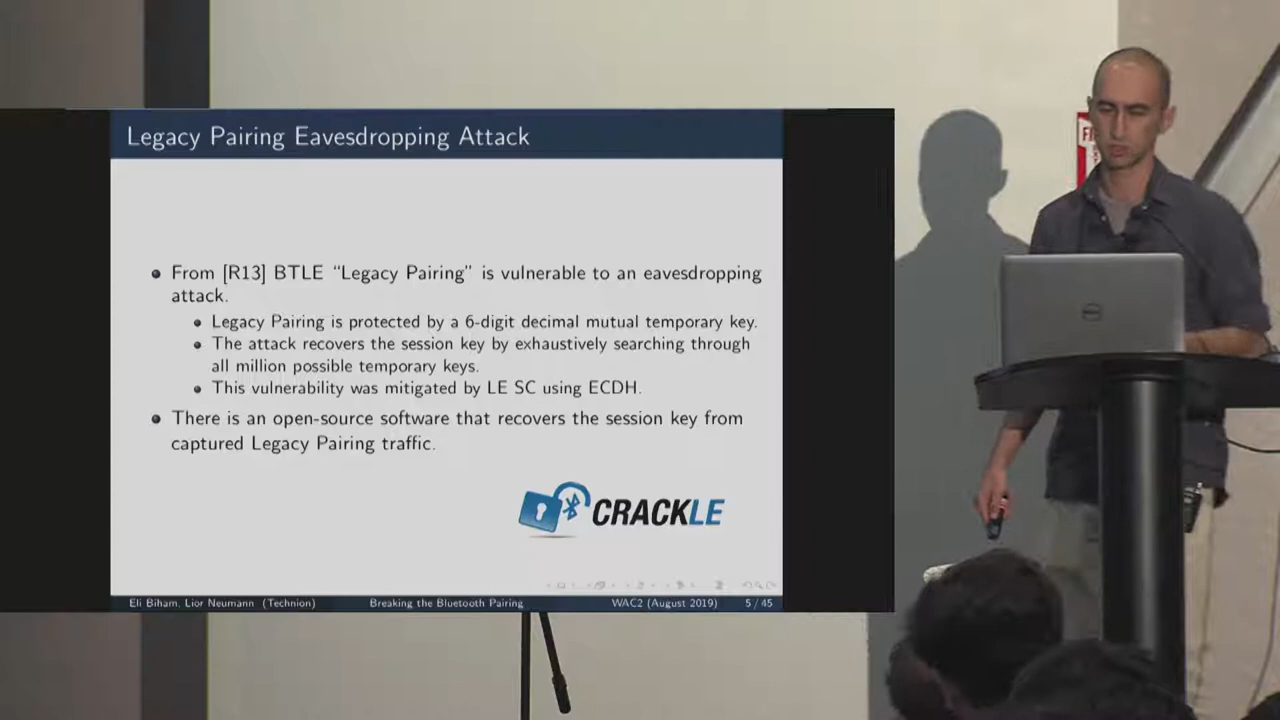 Legacy Pairing Eavesdropping Attack
From [R13] BTLE “Legacy Pairing” is vulnerable to an eavesdropping
attack.
Legacy Pairing is protected by a 6-digit decimal mutual temporary key.
The attack recovers the session key by exhaustively searching through
all million possible temporary keys.
This vulnerability was mitigated by LE SC using ECDH.
There is an open-source software that recovers the session key from
captured Legacy Pairing traffic.
CRACKLE
Eli Biham, Lior Neumann (Technion) Breaking the Bluetooth Pairing WAC2 (August 2019) 5 / 45